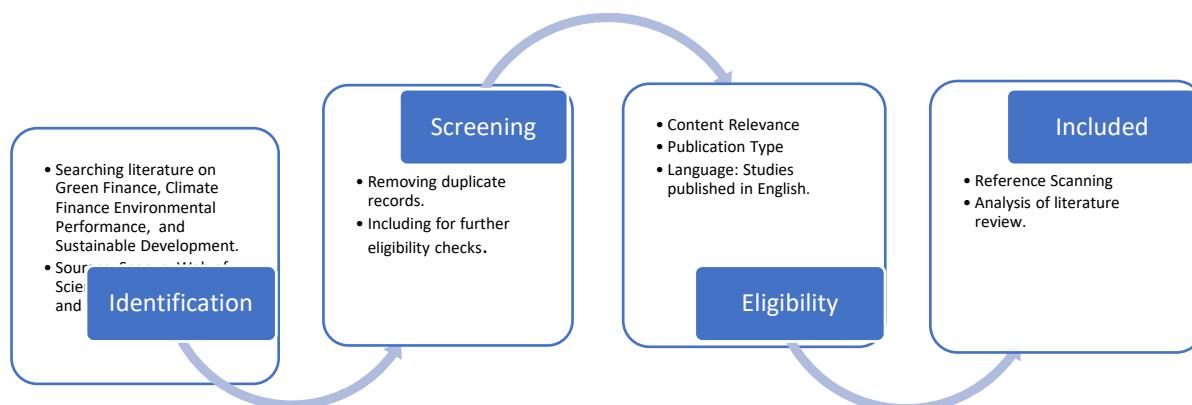 • Searching literature on
Green Finance, Climate
Finance Environmental
Performance, and
Sustainable Development.
and
Identification
Screening
• Removing duplicate
records.
• Including for further
eligibility checks.
• Content Relevance
• Publication Type
• Language: Studies
published in English.
Eligibility
Included
• Reference Scanning
• Analysis of literature
review.